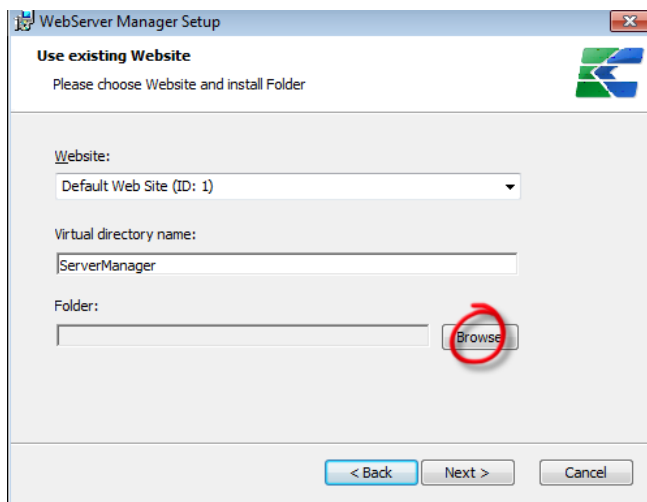 WebServer Manager Setup
Use existing Website
Please choose Website and install Folder
Website:
Default Web Site (ID: 1)
Virtual directory name:
ServerManager
Folder:
Browse
< Back Next > Cancel